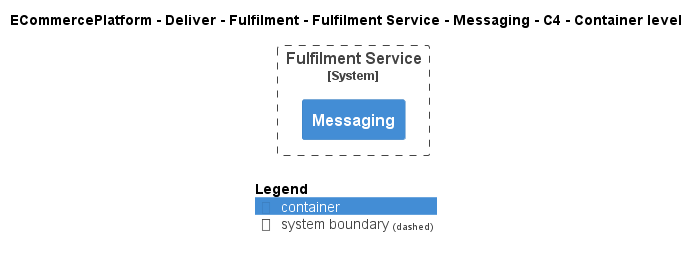 ECommercePlatform - Deliver - Fulfilment - Fulfilment Service - Messaging - C4 - Container level
Fulfilment Service
[System]
Messaging
Legend
container
system boundary (dashed)